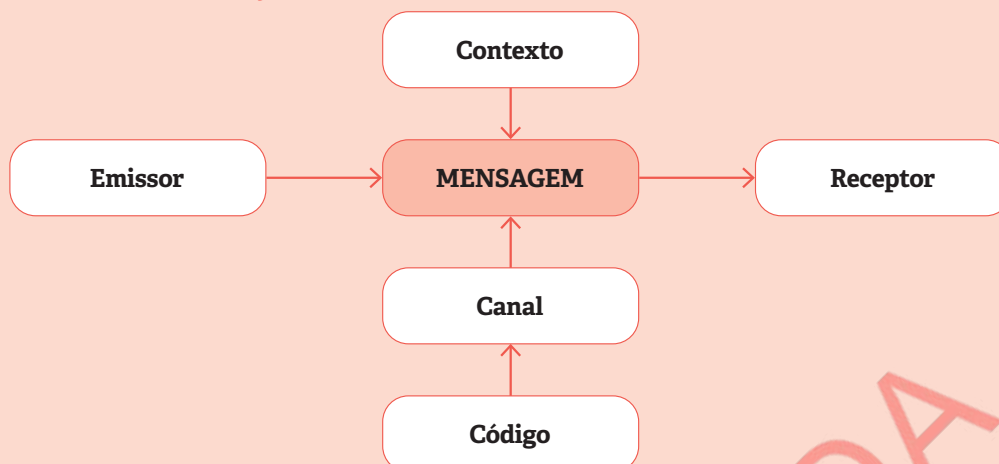 Contexto
Emissor
MENSAGEM
Receptor
Canal
Código